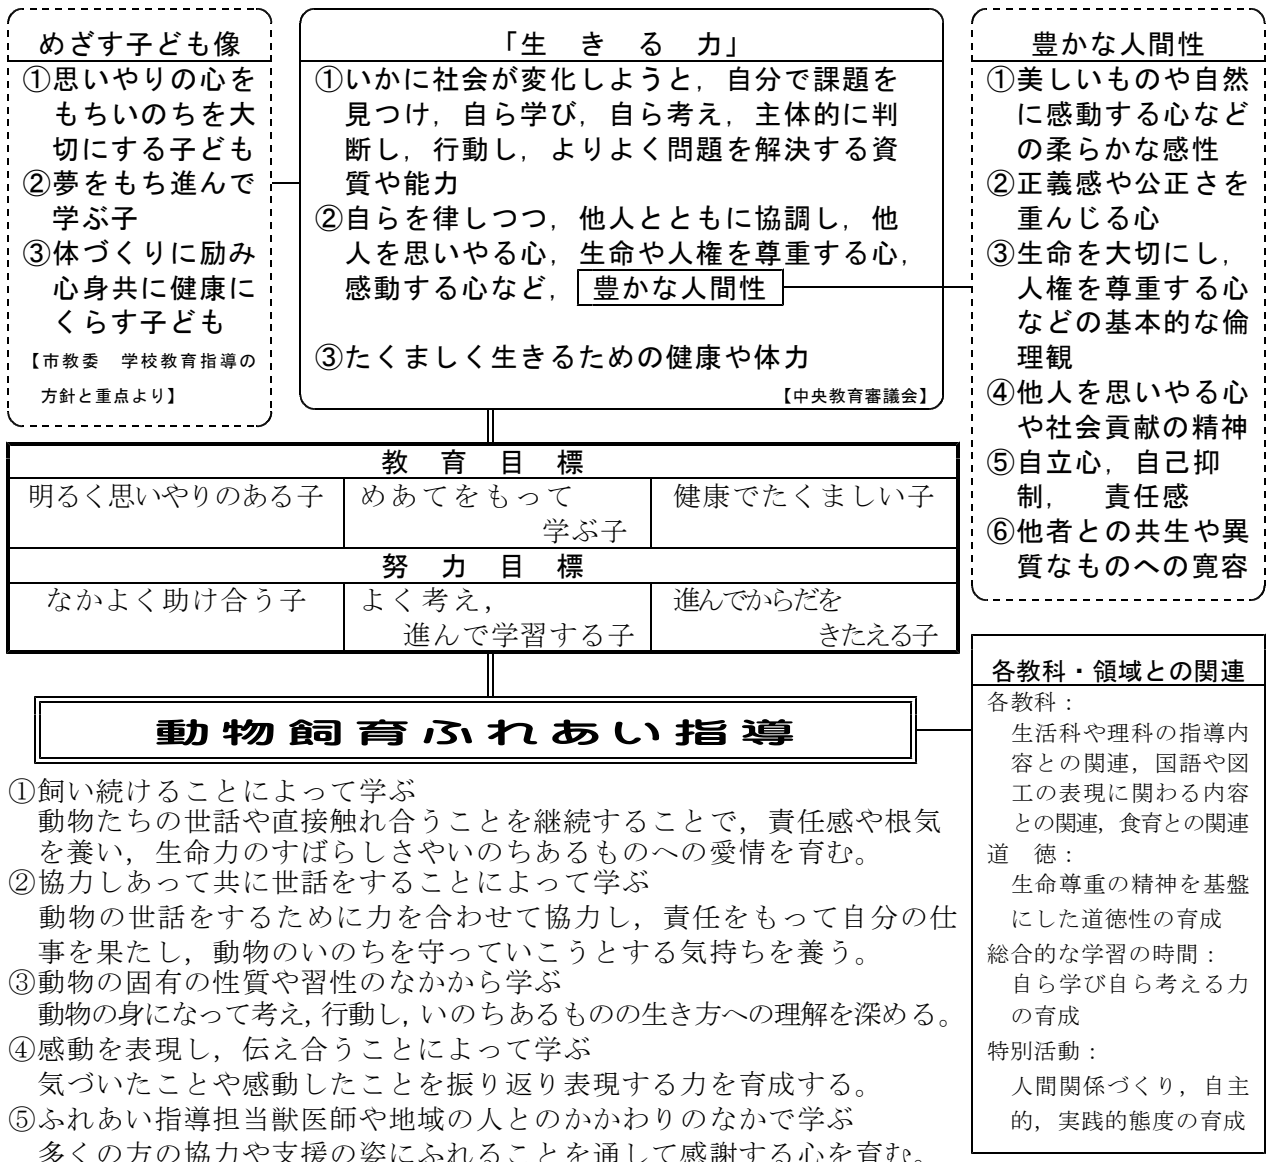 めざす子ども像
①思いやりの心を
もちいのちを大
切にする子ども
②夢をもち進んで
学ぶ子
③体づくりに励み
心身共に健康に
くらす子ども
【市教委　学校教育指導の
方針と重点より】
「生　き　る　力」
①いかに社会が変化しようと，自分で課題を
見つけ，自ら学び，自ら考え，主体的に判
断し，行動し，よりよく問題を解決する資
質や能力
②自らを律しつつ，他人とともに協調し，他
人を思いやる心，生命や人権を尊重する心，
感動する心など，豊かな人間性
③たくましく生きるための健康や体力
【中央教育審議会】
豊かな人間性
①美しいものや自然
に感動する心など
の柔らかな感性
②正義感や公正さを
重んじる心
③生命を大切にし，
人権を尊重する心
などの基本的な倫
理観
④他人を思いやる心
や社会貢献の精神
⑤自立心，自己抑
制，　責任感
⑥他者との共生や異
質なものへの寛容
教　育　目　標
明るく思いやりのある子
めあてをもって
学ぶ子
健康でたくましい子
努　力　目　標
なかよく助け合う子
よく考え，
進んで学習する子
進んでからだを
きたえる子
動物飼育ふれあい指導
①飼い続けることによって学ぶ
動物たちの世話や直接触れ合うことを継続することで，責任感や根気
を養い，生命力のすばらしさやいのちあるものへの愛情を育む。
②協力しあって共に世話をすることによって学ぶ
動物の世話をするために力を合わせて協力し，責任をもって自分の仕
事を果たし，動物のいのちを守っていこうとする気持ちを養う。
③動物の固有の性質や習性のなかから学ぶ
動物の身になって考え，行動し，いのちあるものの生き方への理解を深める。
④感動を表現し，伝え合うことによって学ぶ
気づいたことや感動したことを振り返り表現する力を育成する。
⑤ふれあい指導担当獣医師や地域の人とのかかわりのなかで学ぶ
多くの方の協力や支援の姿にふれることを通して感謝する心を育む。
各教科・領域との関連
各教科：
生活科や理科の指導内
容との関連，国語や図
工の表現に関わる内容
との関連，食育との関連
道　徳：
生命尊重の精神を基盤
にした道徳性の育成
総合的な学習の時間：
自ら学び自ら考える力
の育成
特別活動：
人間関係づくり，自主
的，実践的態度の育成